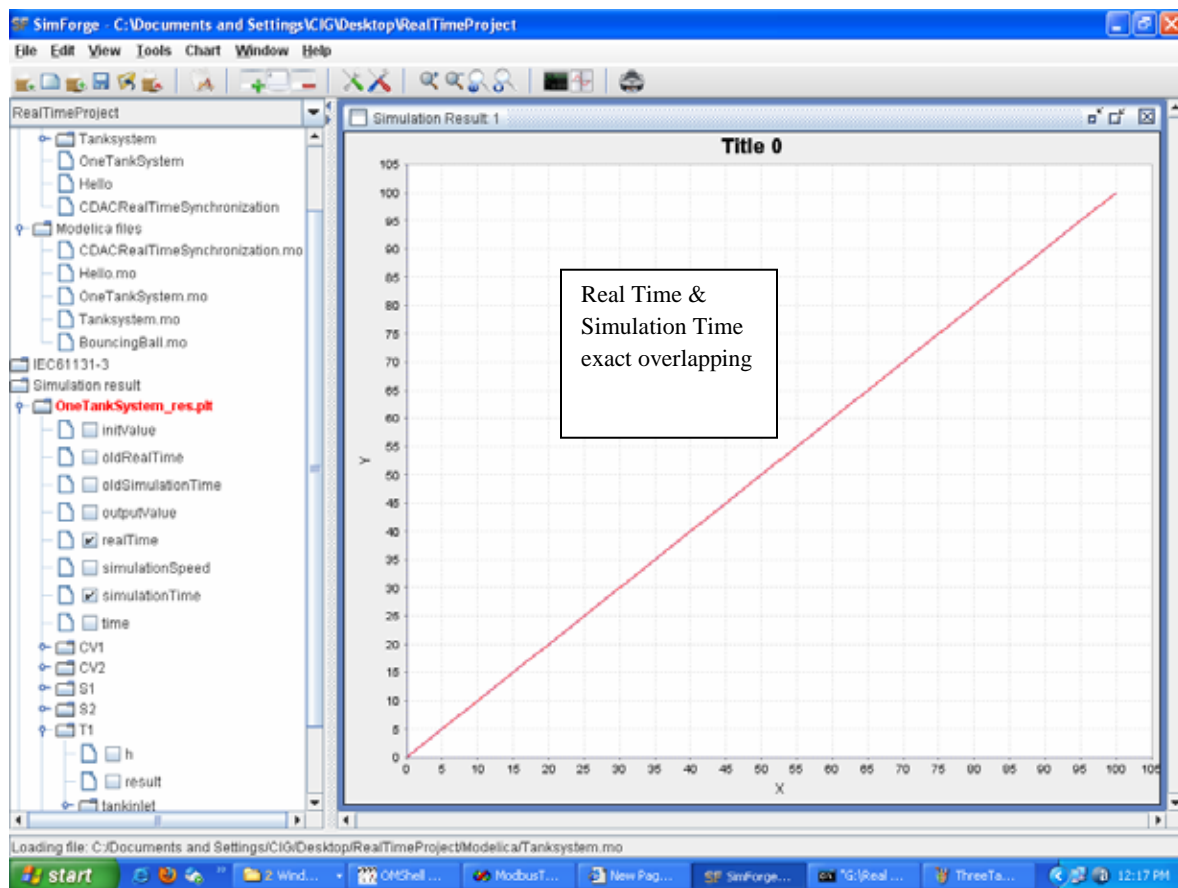 SF SimForge - C:\Documents and Settings\CIG\Desktop\RealTimeProject
File Edit View Tools Chart Window Help
RealTimeProject
Tanksystem
OneTankSystem
Hello
CDACRealTimeSynchronization
Modelica files
CDACRealTimeSynchronization.mo
Hello.mo
OneTankSystem.mo
Tanksystem.mo
BouncingBall.mo
IEC61131-3
Simulation result
OneTankSystem_res.plt
initValue
oldRealTime
oldSimulationTime
outputValue
realTime
simulationSpeed
simulationTime
time
CV1
CV2
S1
S2
T1
h
result
tankinlet
Simulation Result: 1
Title 0
105
100
95
90
85
80
75
70
65
60
55
50
45
40
35
30
25
20
15
10
5
0
Y
0 5 10 15 20 25 30 35 40 45 50 55 60 65 70 75 80 85 90 95 100 105
X
Real Time &
Simulation Time
exact overlapping
Loading file: C:/Documents and Settings/CIG/Desktop/RealTimeProject/Modelica/Tanksystem.mo
start 2 Wind... OMShell ... ModbusT... New Pag... SF SimForge... "G:\Real ... ThreeTa... 12:17 PM